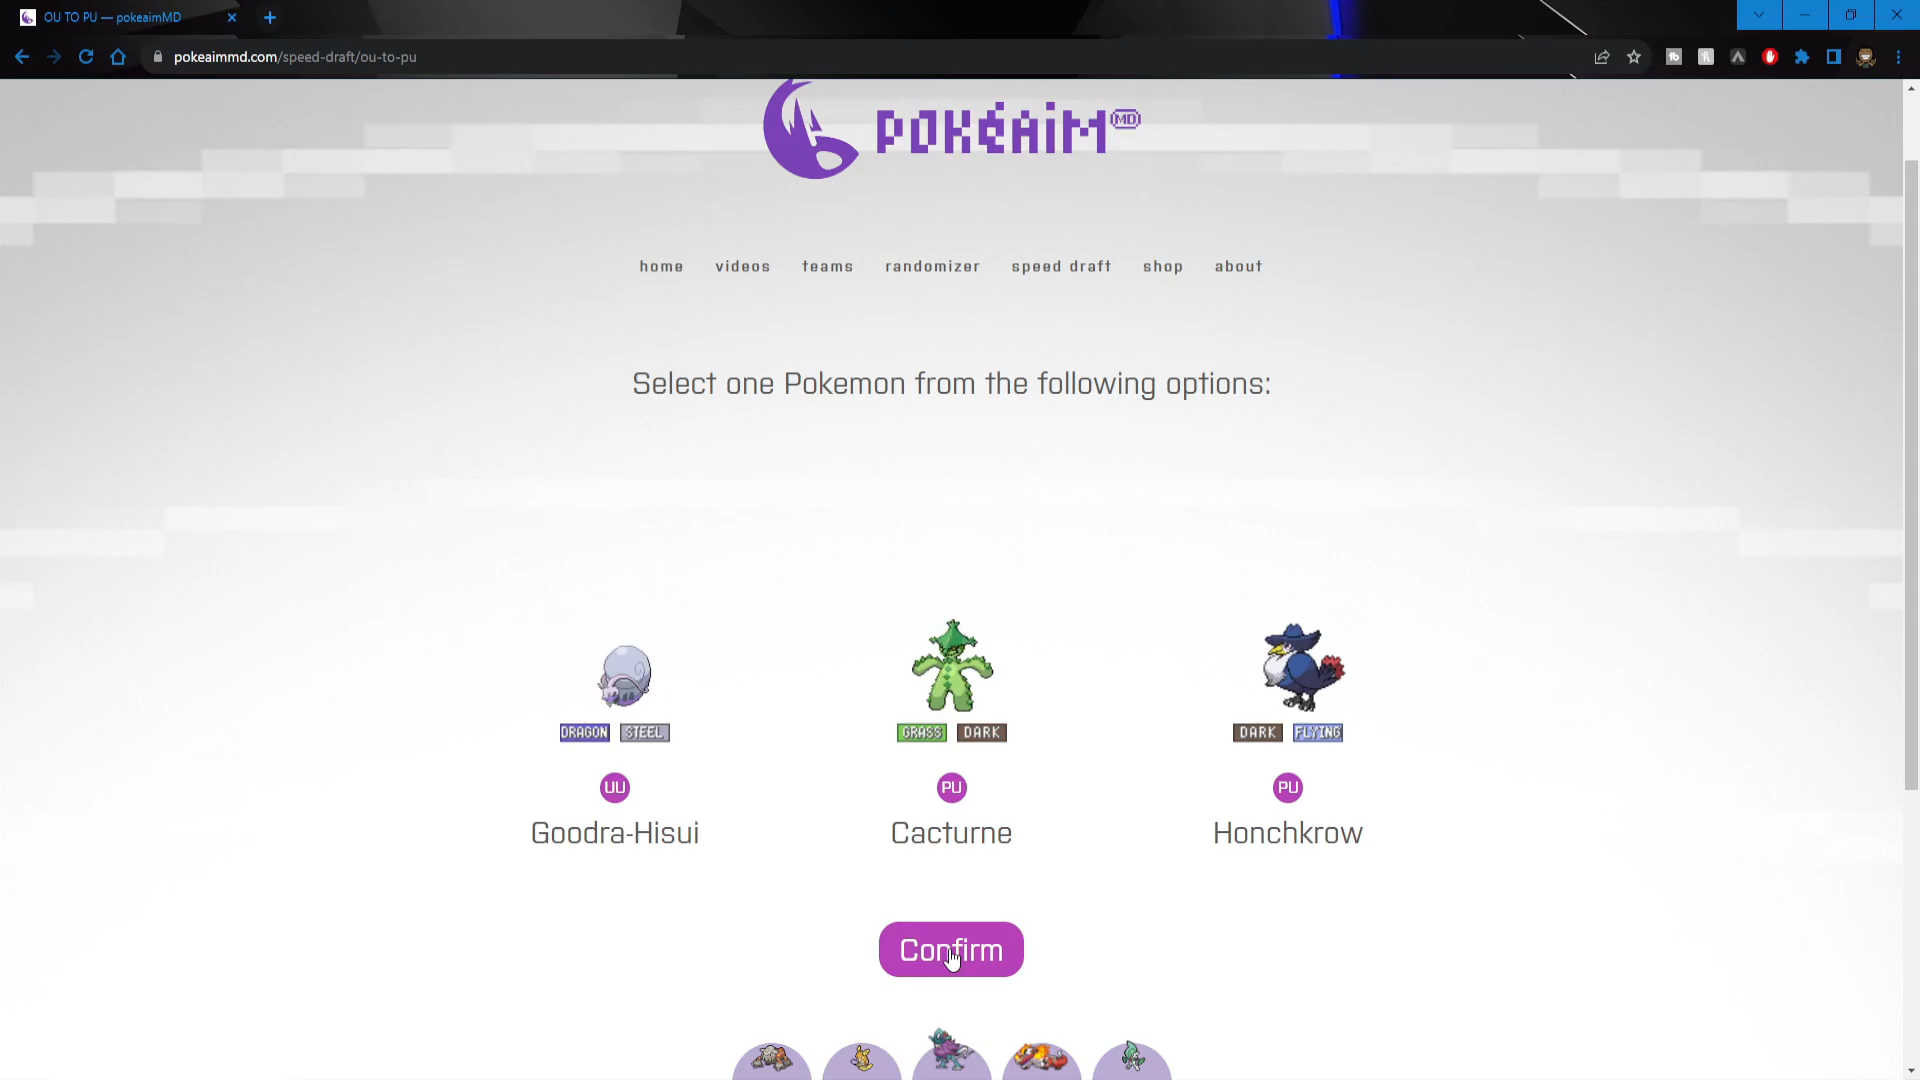 OU TO PU — pokeaimMD
pokeaimmd.com/speed-draft/ou-to-pu
POKÉAIM MD
home videos teams randomizer speed draft shop about
Select one Pokemon from the following options:
DRAGON STEEL GRASS DARK DARK FLYING
UU PU PU
Goodra-Hisui Cacturne Honchkrow
Confirm